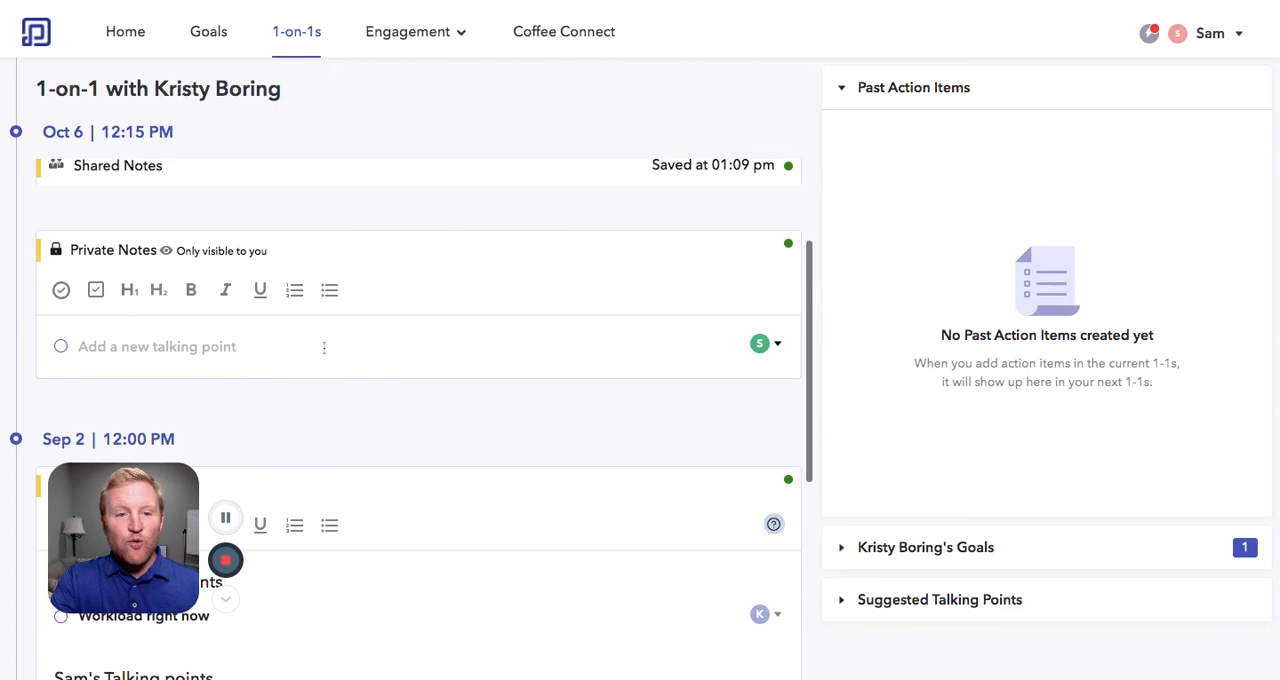 Home Goals 1-on-1s Engagement Coffee Connect S Sam
1-on-1 with Kristy Boring
Oct 6 | 12:15 PM
Shared Notes Saved at 01:09 pm
Private Notes Only visible to you
H1 H2 B I U
Add a new talking point S
Sep 2 | 12:00 PM
U ?
nts
Workload right now K
Sam's Talking points
Past Action Items
No Past Action Items created yet
When you add action items in the current 1-1s,
it will show up here in your next 1-1s.
Kristy Boring's Goals 1
Suggested Talking Points